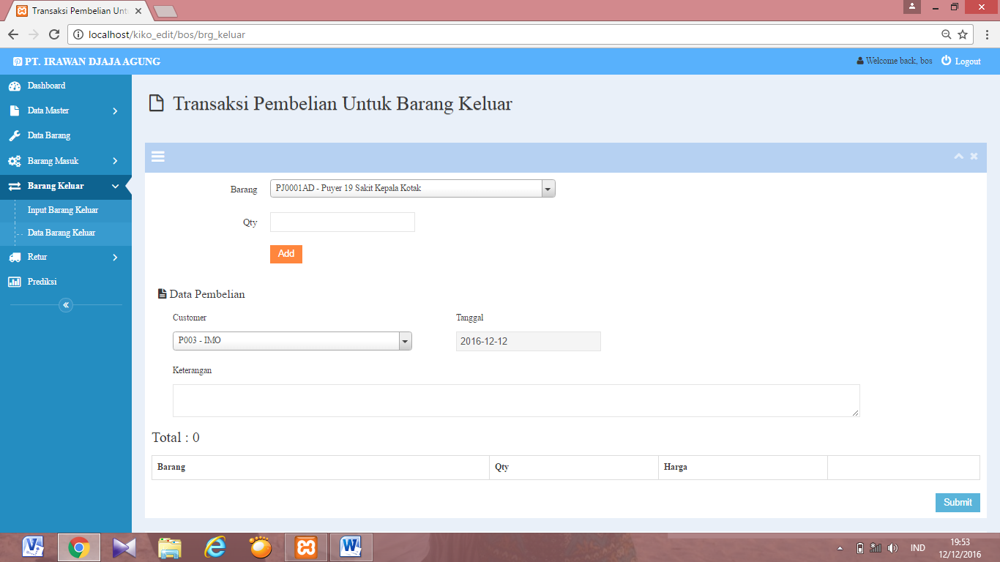 Transaksi Pembelian Unt
localhost/kiko_edit/bos/brg_keluar
PT. IRAWAN DJAJA AGUNG
Welcome back, bos
Logout
Dashboard
Data Master
Data Barang
Barang Masuk
Barang Keluar
Input Barang Keluar
Data Barang Keluar
Retur
Prediksi
Transaksi Pembelian Untuk Barang Keluar
Barang
PJ0001AD - Puyer 19 Sakit Kepala Kotak
Qty
Add
Data Pembelian
Customer
Tanggal
P003 - IMO
2016-12-12
Keterangan
Total : 0
Barang
Qty
Harga
Submit
IND
19:53
12/12/2016